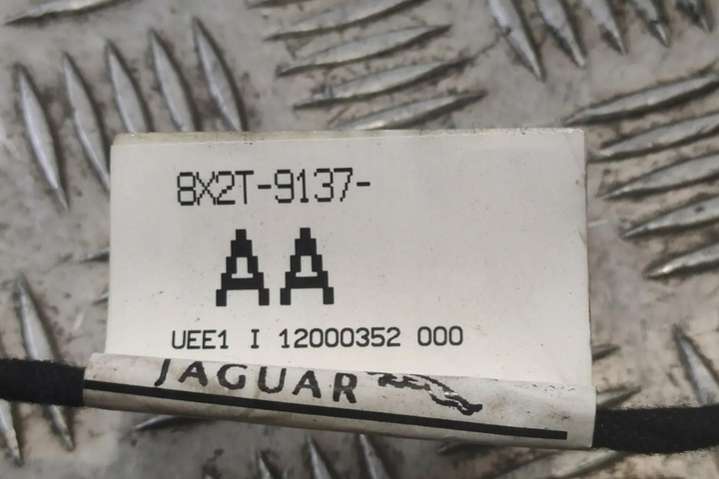 8X2T-9137-
AA
UEE1 I 12000352 000
JAGUAR